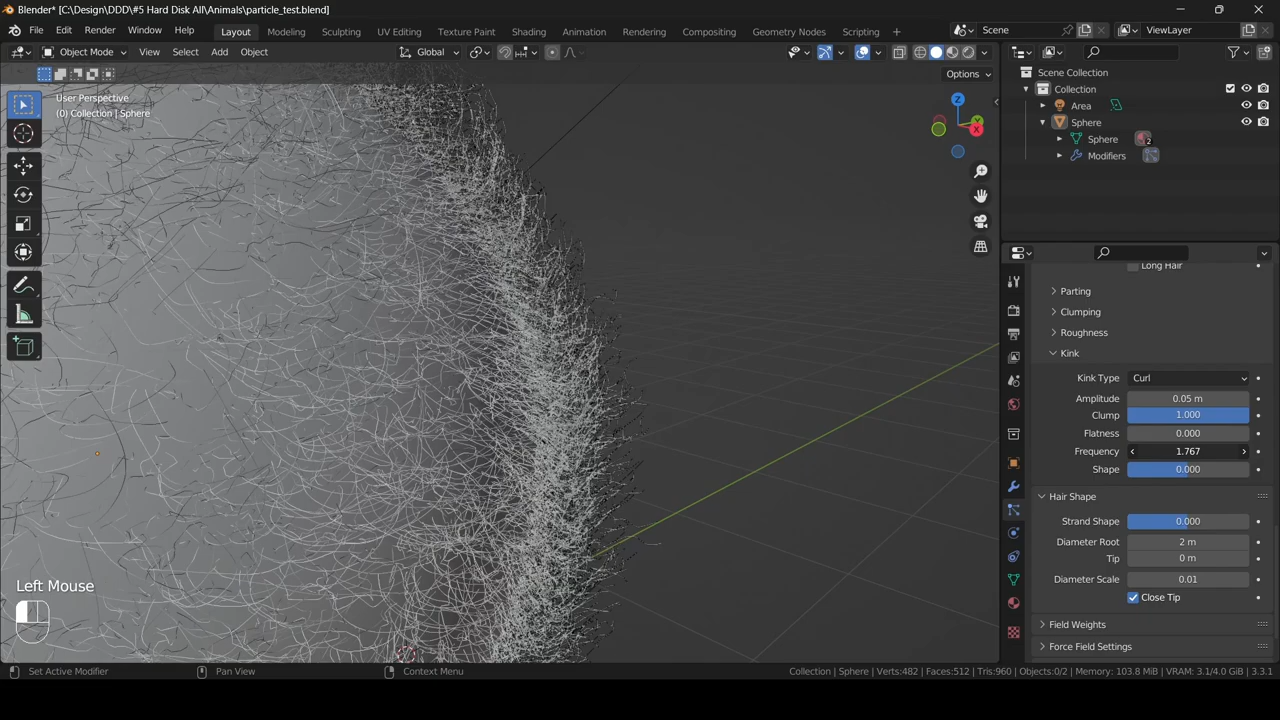 Blender* [C:\Design\DDD\#5 Hard Disk All\Animals\particle_test.blend]
File Edit Render Window Help Layout Modeling Sculpting UV Editing Texture Paint Shading Animation Rendering Compositing Geometry Nodes Scripting + Scene ViewLayer
Object Mode View Select Add Object Global
Options
User Perspective
(0) Collection | Sphere
Z
Y
X
Scene Collection
Collection
Area
Sphere
Sphere 2
Modifiers
Long Hair
Parting
Clumping
Roughness
Kink
Kink Type Curl
Amplitude 0.05 m
Clump 1.000
Flatness 0.000
Frequency 1.767
Shape 0.000
Hair Shape
Strand Shape 0.000
Diameter Root 2 m
Tip 0 m
Diameter Scale 0.01
Close Tip
Field Weights
Force Field Settings
Left Mouse
Set Active Modifier Pan View Context Menu Collection | Sphere | Verts:482 | Faces:512 | Tris:960 | Objects:0/2 | Memory: 103.8 MiB | VRAM: 3.1/4.0 GiB | 3.3.1